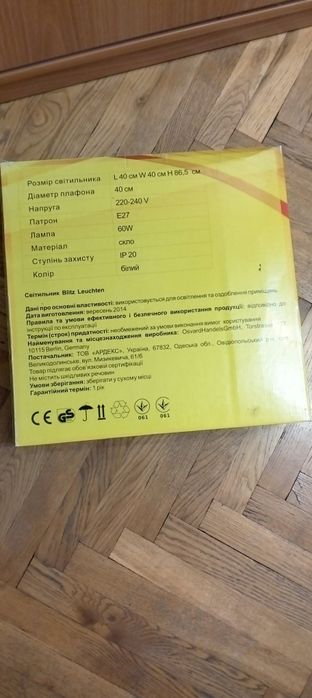 Розмір світильника L 40 см W 40 см H 86,5 см
Діаметр плафона 40 см
Напруга 220-240 V
Патрон E27
Лампа 60W
Матеріал скло
Ступінь захисту IP 20
Колір білий
Світильник Blitz Leuchten
Дані про основні властивості: використовується для освітлення та оздоблення приміщень
Дата виготовлення: вересень 2014
Правила та умови ефективного і безпечного використання продукції: відповідно до
інструкції по експлуатації
Термін (строк) придатності: необмежений за умови виконання вимог користування
Найменування та місцезнаходження виробника: OsvardHandelsGmbH,
10115 Berlin, Germany
Постачальник: ТОВ «АРДЕКС», Україна, 67832, Одеська обл., Овідіопольський р-н,
Великодолинське, вул. 61/6
Товар підлягає обов'язковій сертифікації
Не містить шкідливих речовин
Умови зберігання: зберігати у сухому місці
Гарантійний термін: 1 рік
CE GS 061 061